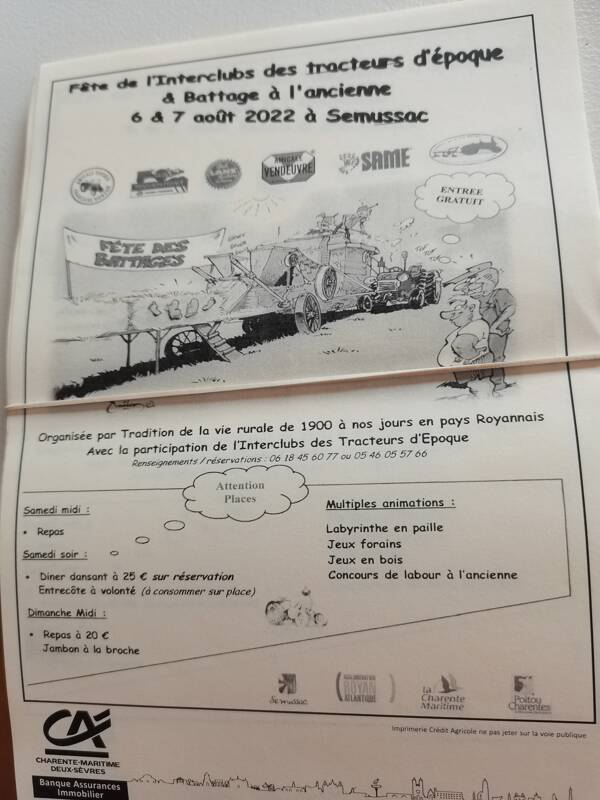 Fête de l'Interclubs des tracteurs d'époque
& Battage à l'ancienne
6 & 7 août 2022 à Semussac
AMICALE
VENDEUVRE
SAME
ENTREE
GRATUIT
FÊTE DES
BATTAGES
TUF
TUF
Organisée par Tradition de la vie rurale de 1900 à nos jours en pays Royannais
Avec la participation de l'Interclubs des Tracteurs d'Epoque
Renseignements / réservations : 06 18 45 60 77 ou 05 46 05 57 66
Attention
Places
Samedi midi :
• Repas
Samedi soir :
• Diner dansant à 25 € sur réservation
Entrecôte à volonté (à consommer sur place)
Dimanche Midi :
• Repas à 20 €
Jambon à la broche
Multiples animations :
Labyrinthe en paille
Jeux forains
Jeux en bois
Concours de labour à l'ancienne
Semussac
AGGLOMÉRATION
ROYAN
ATLANTIQUE
La
Charente
Maritime
Poitou
Charentes
Imprimerie Crédit Agricole ne pas jeter sur la voie publique
CHARENTE-MARITIME
DEUX-SÈVRES
Banque Assurances
Immobilier